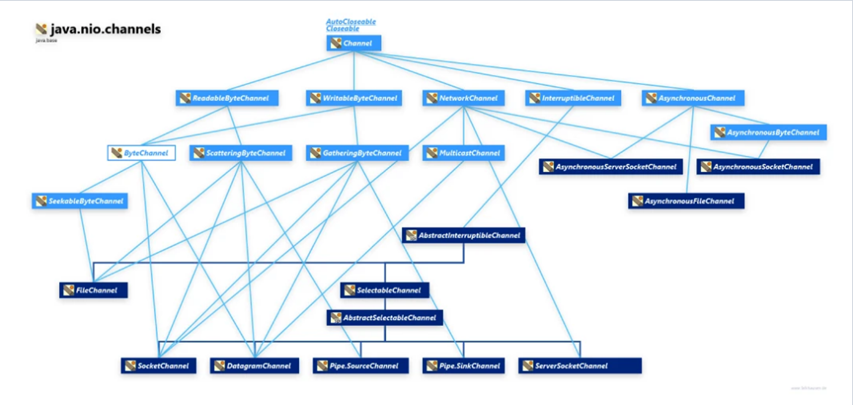 java.nio.channels
java.base
AutoCloseable
Closeable
Channel
ReadableByteChannel
WritableByteChannel
NetworkChannel
InterruptibleChannel
AsynchronousChannel
AsynchronousByteChannel
ByteChannel
ScatteringByteChannel
GatheringByteChannel
MulticastChannel
AsynchronousServerSocketChannel
AsynchronousSocketChannel
SeekableByteChannel
AsynchronousFileChannel
AbstractInterruptibleChannel
FileChannel
SelectableChannel
AbstractSelectableChannel
SocketChannel
DatagramChannel
Pipe.SourceChannel
Pipe.SinkChannel
ServerSocketChannel